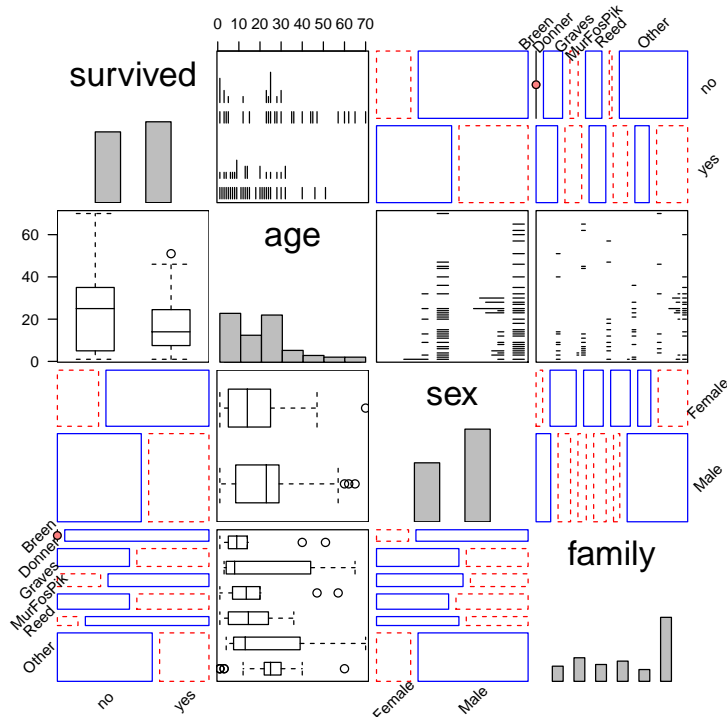 0 10 20 30 40 50 60 70
Breen
Donner
Graves
MurFosPik
Reed
Other
survived
no
yes
age
60
40
20
0
sex
Female
Male
Breen
Donner
Graves
MurFosPik
Reed
Other
family
no
yes
Female
Male